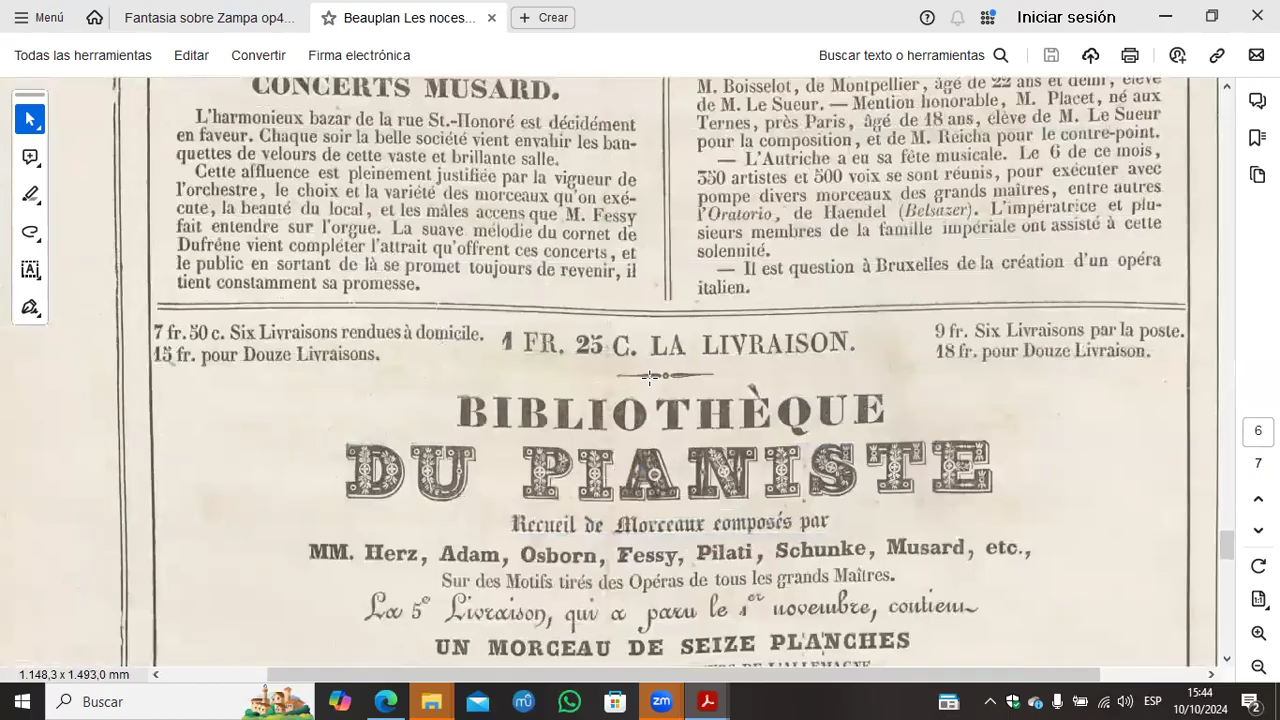 Menú
Fantasia sobre Zampa op4...
Beauplan Les noces...
Crear
Iniciar sesión
Todas las herramientas
Editar
Convertir
Firma electrónica
Buscar texto o herramientas
CONCERTS MUSARD.
L'harmonieux bazar de la rue St.-Honoré est décidément
en faveur. Chaque soir la belle société vient envahir les ban-
quettes de velours de cette vaste et brillante salle.
Cette affluence est pleinement justifiée par la vigueur de
l'orchestre, le choix et la variété des morceaux qu'on exé-
cute, la beauté du local, et les mâles accens que M. Fessy
fait entendre sur l'orgue. La suave mélodie du cornet de
Dufrêne vient compléter l'attrait qu'offrent ces concerts, et
le public en sortant de là se promet toujours de revenir, il
tient constamment sa promesse.
M. Boisselot, de Montpellier, âgé de 22 ans et demi, élève
de M. Le Sueur. — Mention honorable, M. Placet, né aux
Ternes, près Paris, âgé de 18 ans, élève de M. Le Sueur
pour la composition, et de M. Reicha pour le contre-point.
— L'Autriche a eu sa fête musicale. Le 6 de ce mois,
350 artistes et 500 voix se sont réunis, pour exécuter avec
pompe divers morceaux des grands maîtres, entre autres
l'Oratorio, de Haendel (Belsazer). L'impératrice et plu-
sieurs membres de la famille impériale ont assisté à cette
solennité.
— Il est question à Bruxelles de la création d'un opéra
italien.
7 fr. 50 c. Six Livraisons rendues à domicile.
15 fr. pour Douze Livraisons.
1 FR. 25 C. LA LIVRAISON.
9 fr. Six Livraisons par la poste.
18 fr. pour Douze Livraison.
BIBLIOTHÈQUE
DU PIANISTE
Recueil de Morceaux composés par
MM. Herz, Adam, Osborn, Fessy, Pilati, Schunke, Musard, etc.,
Sur des Motifs tirés des Opéras de tous les grands Maîtres.
La 5e Livraison, qui a paru le 1er novembre, contient
UN MORCEAU DE SEIZE PLANCHES
DE L'ALLEMAGNE
6
7
1.148,3 x 1.493,0 mm
Buscar
ESP
15:44
10/10/2024
2